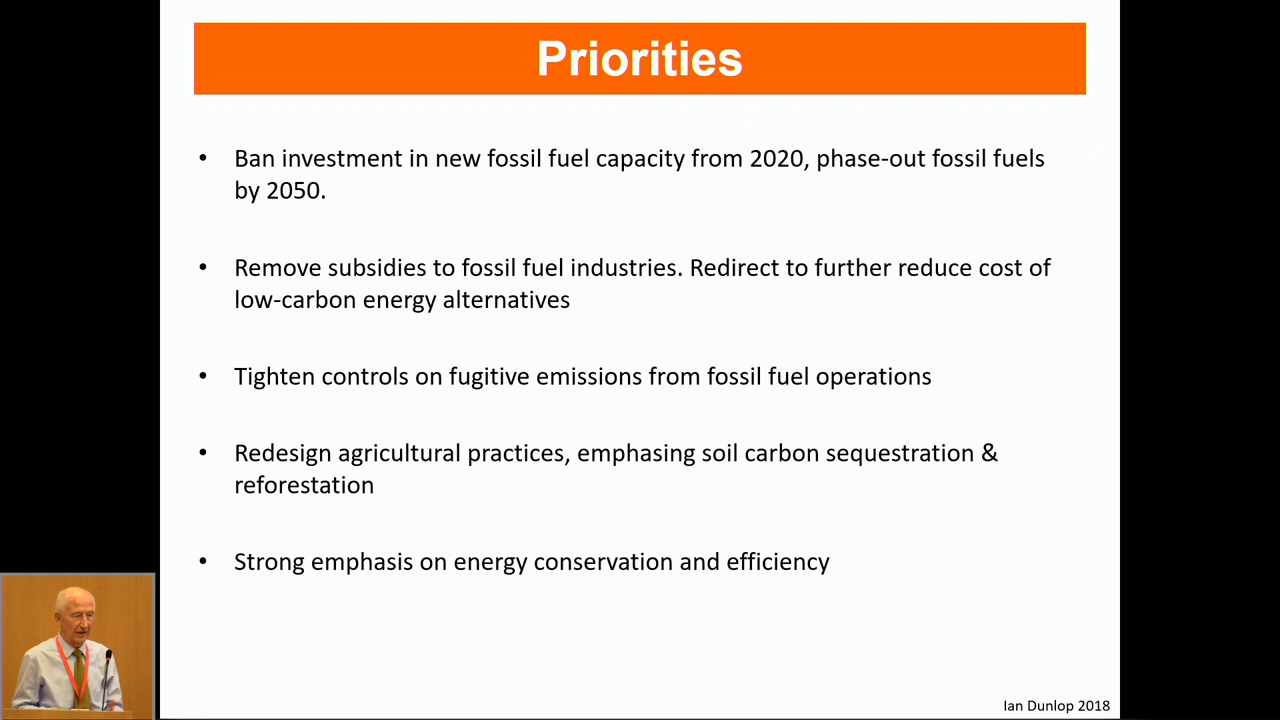 Priorities
• Ban investment in new fossil fuel capacity from 2020, phase-out fossil fuels
by 2050.
• Remove subsidies to fossil fuel industries. Redirect to further reduce cost of
low-carbon energy alternatives
• Tighten controls on fugitive emissions from fossil fuel operations
• Redesign agricultural practices, emphasing soil carbon sequestration &
reforestation
• Strong emphasis on energy conservation and efficiency
Ian Dunlop 2018